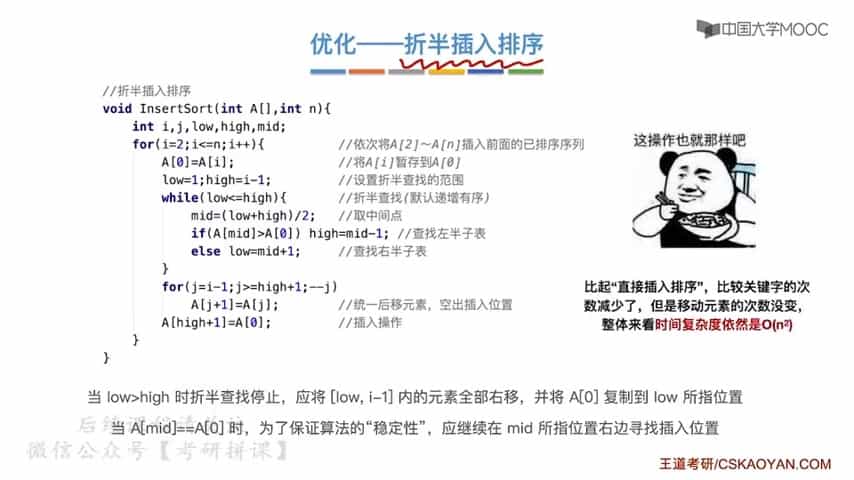 中国大学MOOC
优化——折半插入排序
//折半插入排序
void InsertSort(int A[],int n){
int i,j,low,high,mid;
for(i=2;i<=n;i++){ //依次将A[2]～A[n]插入前面的已排序序列
A[0]=A[i]; //将A[i]暂存到A[0]
low=1;high=i-1; //设置折半查找的范围
while(low<=high){ //折半查找(默认递增有序)
mid=(low+high)/2; //取中间点
if(A[mid]>A[0]) high=mid-1; //查找左半子表
else low=mid+1; //查找右半子表
}
for(j=i-1;j>=high+1;--j)
A[j+1]=A[j]; //统一后移元素，空出插入位置
A[high+1]=A[0]; //插入操作
}
}
这操作也就那样吧
比起“直接插入排序”，比较关键字的次
数减少了，但是移动元素的次数没变，
整体来看时间复杂度依然是O(n²)
当 low>high 时折半查找停止，应将 [low, i-1] 内的元素全部右移，并将 A[0] 复制到 low 所指位置
当 A[mid]==A[0] 时，为了保证算法的“稳定性”，应继续在 mid 所指位置右边寻找插入位置
微信公众号【考研拼课】
王道考研/CSKAOYAN.COM